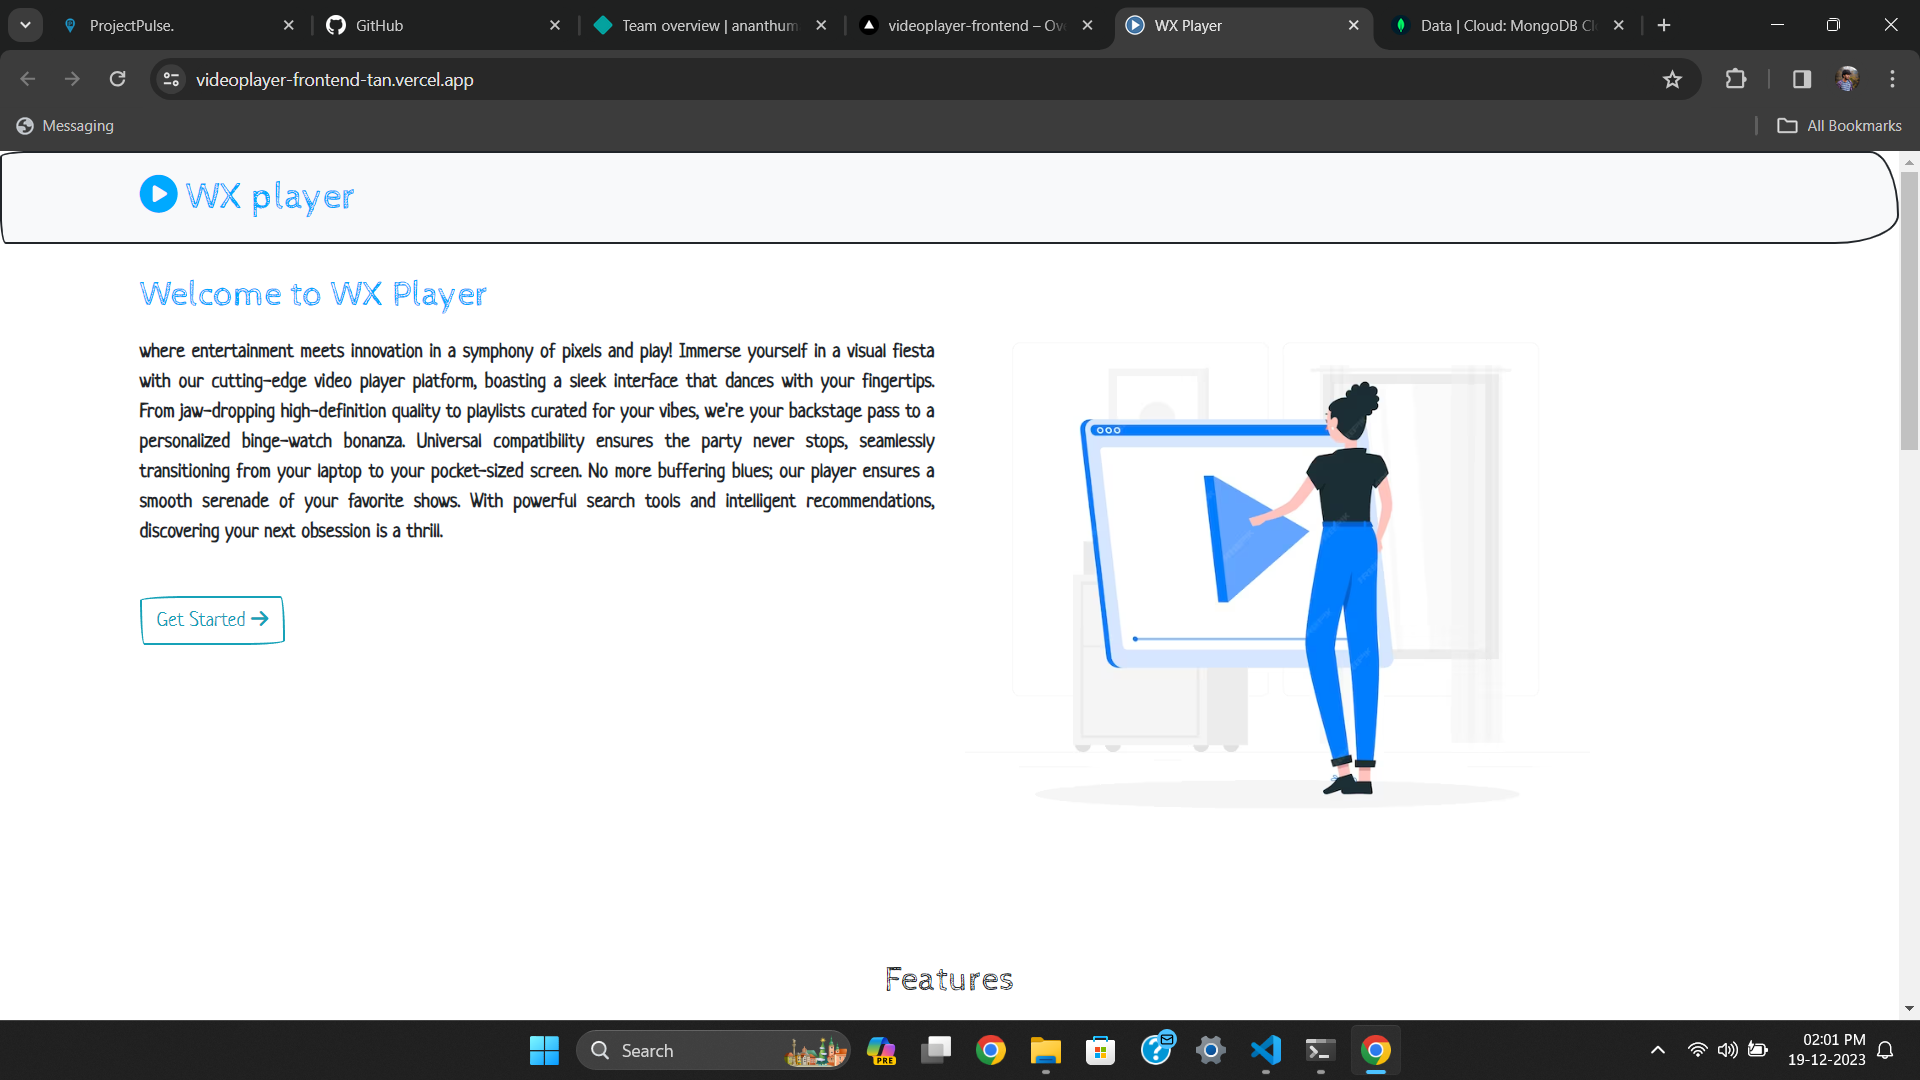 ProjectPulse.
GitHub
Team overview | ananthum
videoplayer-frontend – Ov
WX Player
Data | Cloud: MongoDB Cl
videoplayer-frontend-tan.vercel.app
Messaging
All Bookmarks
WX player
Welcome to WX Player
where entertainment meets innovation in a symphony of pixels and play! Immerse yourself in a visual fiesta
with our cutting-edge video player platform, boasting a sleek interface that dances with your fingertips.
From jaw-dropping high-definition quality to playlists curated for your vibes, we're your backstage pass to a
personalized binge-watch bonanza. Universal compatibility ensures the party never stops, seamlessly
transitioning from your laptop to your pocket-sized screen. No more buffering blues; our player ensures a
smooth serenade of your favorite shows. With powerful search tools and intelligent recommendations,
discovering your next obsession is a thrill.
Get Started
Features
Search
PRE
02:01 PM
19-12-2023